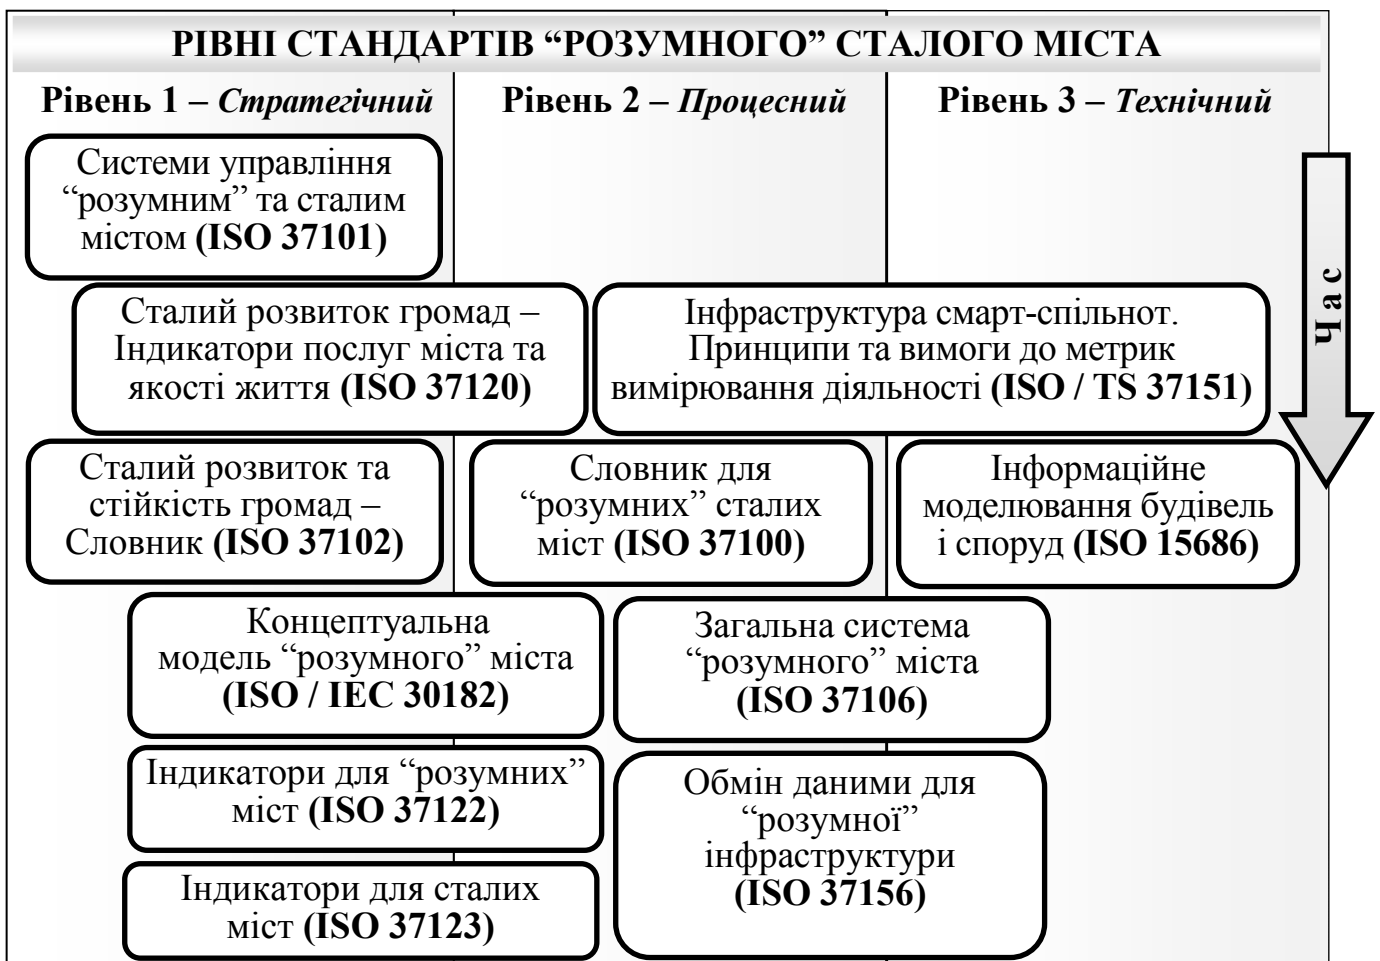 РІВНІ СТАНДАРТІВ “РОЗУМНОГО” СТАЛОГО МІСТА
Рівень 1 – Стратегічний
Рівень 2 – Процесний
Рівень 3 – Технічний
Системи управління
“розумним” та сталим
містом (ISO 37101)
Час
Сталий розвиток громад –
Індикатори послуг міста та
якості життя (ISO 37120)
Інфраструктура смарт-спільнот.
Принципи та вимоги до метрик
вимірювання діяльності (ISO / TS 37151)
Сталий розвиток та
стійкість громад –
Словник (ISO 37102)
Словник для
“розумних” сталих
міст (ISO 37100)
Інформаційне
моделювання будівель
і споруд (ISO 15686)
Концептуальна
модель “розумного” міста
(ISO / IEC 30182)
Загальна система
“розумного” міста
(ISO 37106)
Індикатори для “розумних”
міст (ISO 37122)
Обмін даними для
“розумної”
інфраструктури
(ISO 37156)
Індикатори для сталих
міст (ISO 37123)